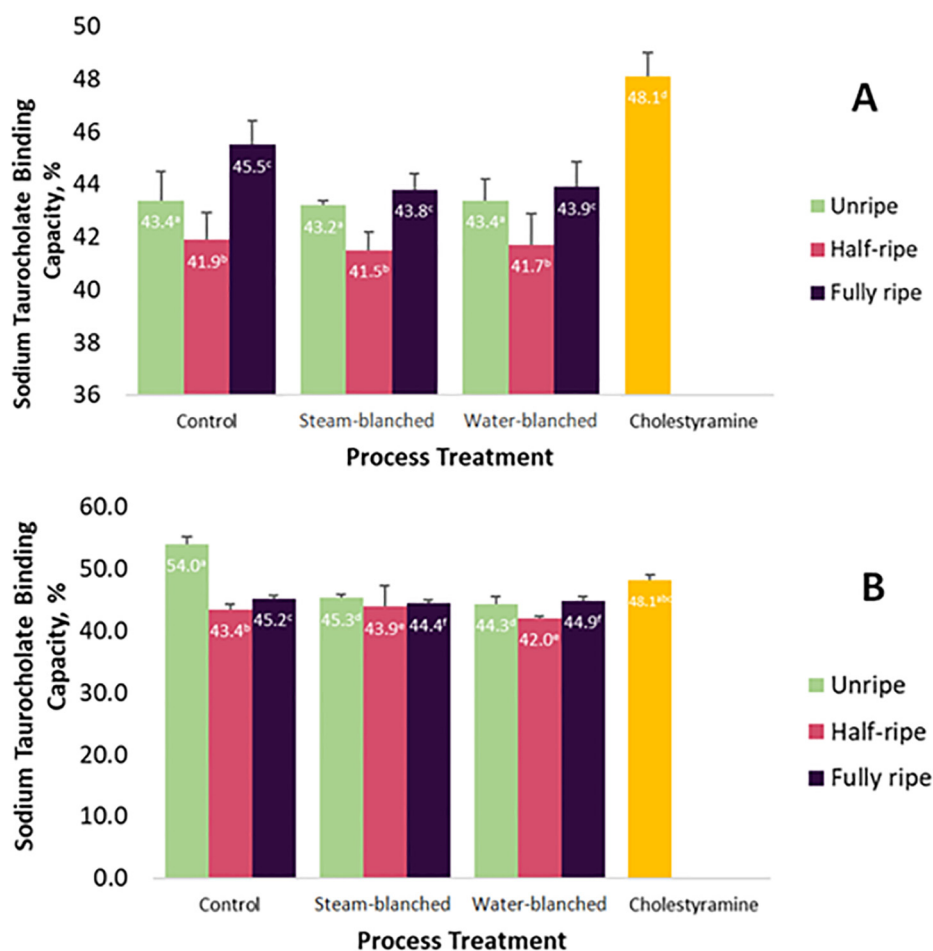 50
48
46
44
42
40
38
36
Sodium Taurocholate Binding
Capacity, %
43.4ᵃ
41.9ᵇ
45.5ᶜ
43.2ᵃ
41.5ᵇ
43.8ᶜ
43.4ᵃ
41.7ᵇ
43.9ᶜ
48.1ᵈ
A
Unripe
Half-ripe
Fully ripe
Control
Steam-blanched
Water-blanched
Cholestyramine
Process Treatment
60.0
50.0
40.0
30.0
20.0
10.0
0.0
Sodium Taurocholate Binding
Capacity, %
54.0ᵃ
43.4ᵇ
45.2ᶜ
45.3ᵈ
43.9ᵉ
44.4ᶠ
44.3ᵈ
42.0ᵉ
44.9ᶠ
48.1ᵃᵇᶜ
B
Unripe
Half-ripe
Fully ripe
Control
Steam-blanched
Water-blanched
Cholestyramine
Process Treatment